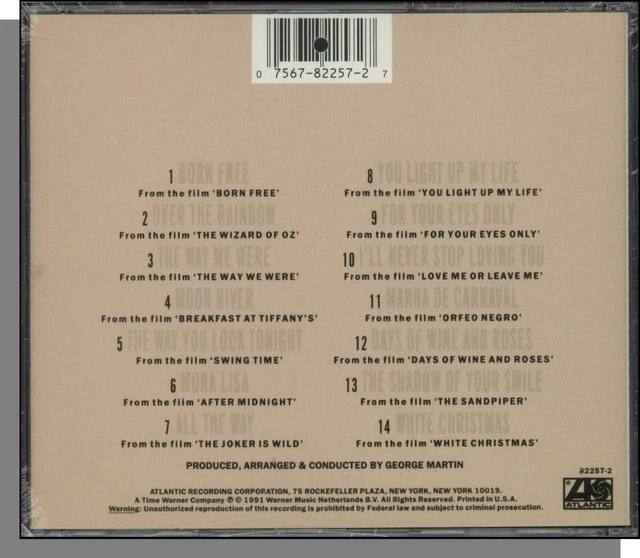 0 7567-82257-2 7
1 BORN FREE
From the film 'BORN FREE'
2 OVER THE RAINBOW
From the film 'THE WIZARD OF OZ'
3 THE WAY WE WERE
From the film 'THE WAY WE WERE'
4 MOON RIVER
From the film 'BREAKFAST AT TIFFANY'S'
5 THE WAY YOU LOOK TONIGHT
From the film 'SWING TIME'
6 MONA LISA
From the film 'AFTER MIDNIGHT'
7 ALL THE WAY
From the film 'THE JOKER IS WILD'
8 YOU LIGHT UP MY LIFE
From the film 'YOU LIGHT UP MY LIFE'
9 FOR YOUR EYES ONLY
From the film 'FOR YOUR EYES ONLY'
10 I'LL NEVER STOP LOVING YOU
From the film 'LOVE ME OR LEAVE ME'
11 MANHA DE CARNAVAL
From the film 'ORFEO NEGRO'
12 DAYS OF WINE AND ROSES
From the film 'DAYS OF WINE AND ROSES'
13 THE SHADOW OF YOUR SMILE
From the film 'THE SANDPIPER'
14 WHITE CHRISTMAS
From the film 'WHITE CHRISTMAS'
PRODUCED, ARRANGED & CONDUCTED BY GEORGE MARTIN
82257-2
ATLANTIC RECORDING CORPORATION, 75 ROCKEFELLER PLAZA, NEW YORK, NEW YORK 10019.
A Time Warner Company ℗ © 1991 Warner Music Netherlands B.V. All Rights Reserved. Printed in U.S.A.
Warning: Unauthorized reproduction of this recording is prohibited by Federal law and subject to criminal prosecution.
ATLANTIC